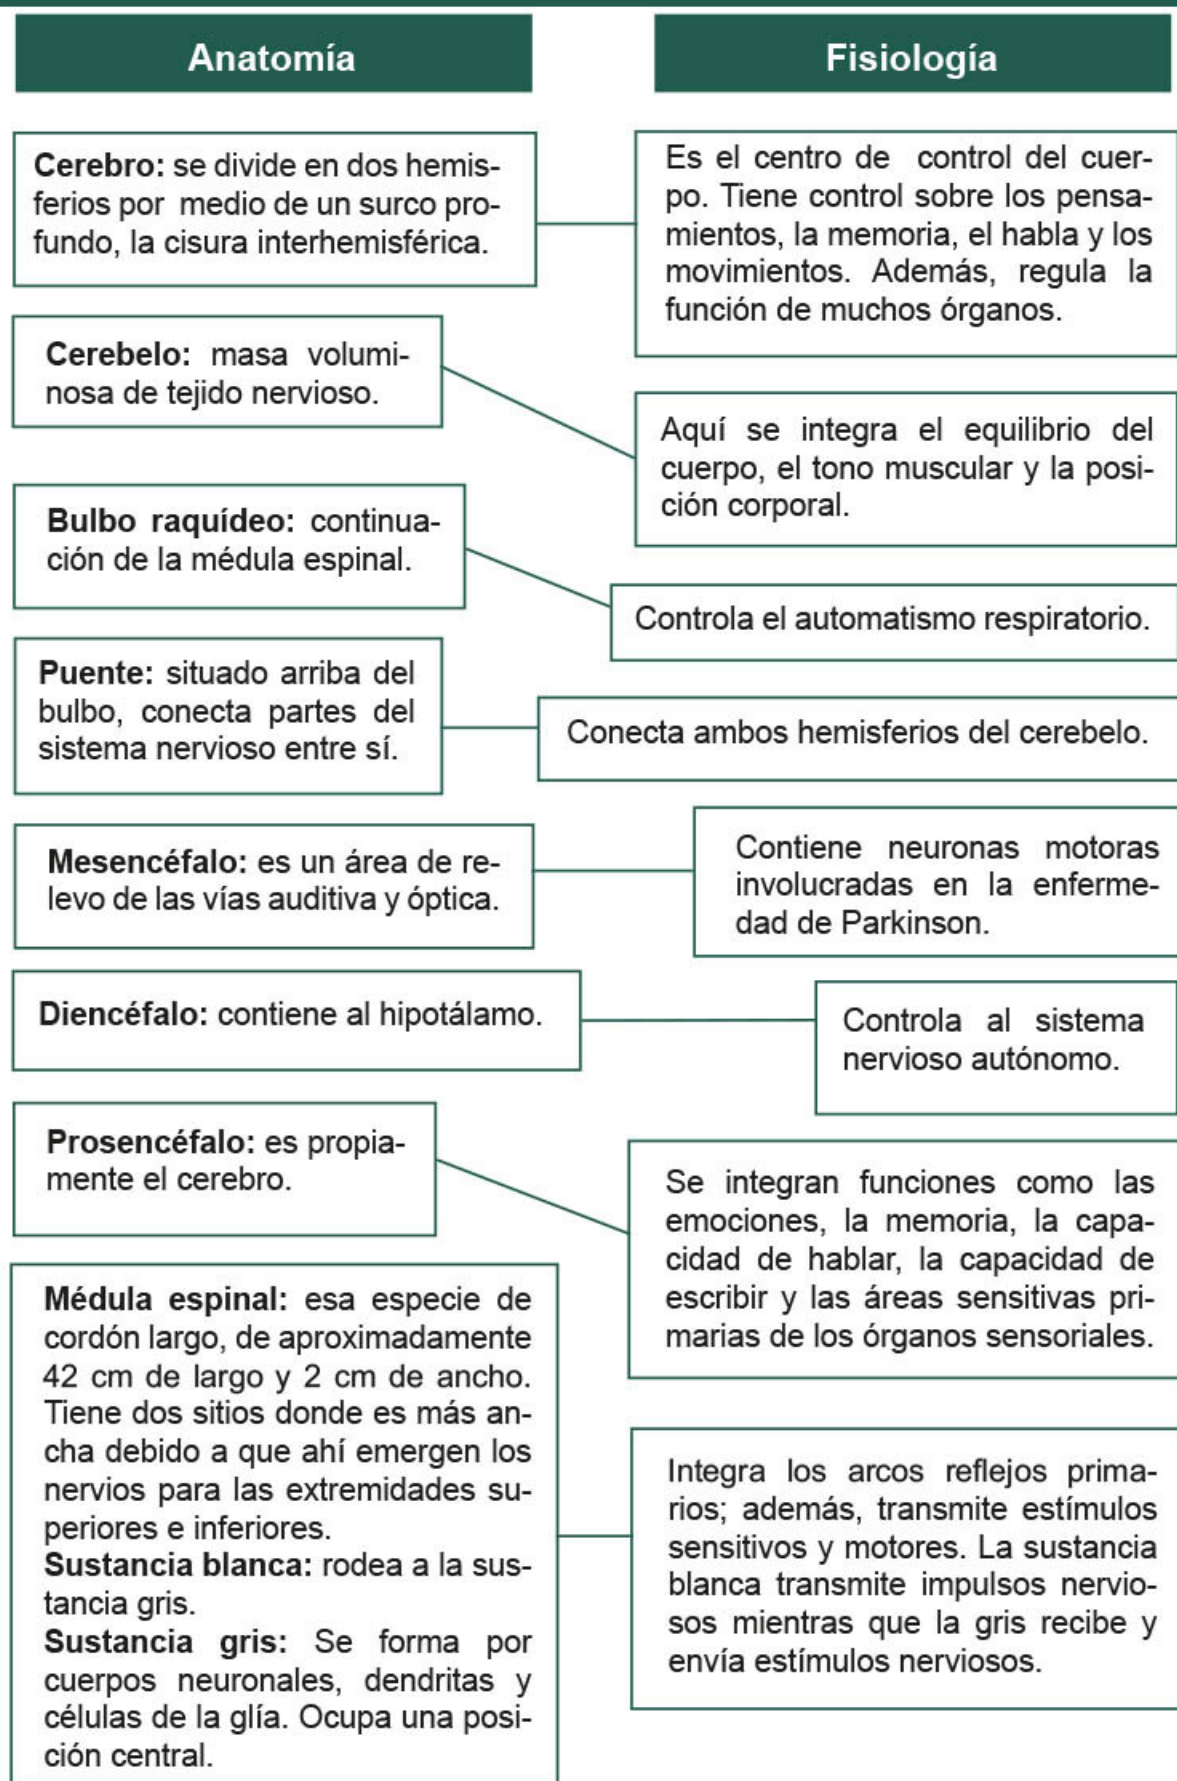 Anatomía
Fisiología
Cerebro: se divide en dos hemis-
ferios por medio de un surco pro-
fundo, la cisura interhemisférica.
Es el centro de control del cuer-
po. Tiene control sobre los pensa-
mientos, la memoria, el habla y los
movimientos. Además, regula la
función de muchos órganos.
Cerebelo: masa volumi-
nosa de tejido nervioso.
Aquí se integra el equilibrio del
cuerpo, el tono muscular y la posi-
ción corporal.
Bulbo raquídeo: continua-
ción de la médula espinal.
Controla el automatismo respiratorio.
Puente: situado arriba del
bulbo, conecta partes del
sistema nervioso entre sí.
Conecta ambos hemisferios del cerebelo.
Mesencéfalo: es un área de re-
levo de las vías auditiva y óptica.
Contiene neuronas motoras
involucradas en la enferme-
dad de Parkinson.
Diencéfalo: contiene al hipotálamo.
Controla al sistema
nervioso autónomo.
Prosencéfalo: es propia-
mente el cerebro.
Se integran funciones como las
emociones, la memoria, la capa-
cidad de hablar, la capacidad de
escribir y las áreas sensitivas pri-
marias de los órganos sensoriales.
Médula espinal: esa especie de
cordón largo, de aproximadamente
42 cm de largo y 2 cm de ancho.
Tiene dos sitios donde es más an-
cha debido a que ahí emergen los
nervios para las extremidades su-
periores e inferiores.
Sustancia blanca: rodea a la sus-
tancia gris.
Sustancia gris: Se forma por
cuerpos neuronales, dendritas y
células de la glía. Ocupa una posi-
ción central.
Integra los arcos reflejos prima-
rios; además, transmite estímulos
sensitivos y motores. La sustancia
blanca transmite impulsos nervio-
sos mientras que la gris recibe y
envía estímulos nerviosos.